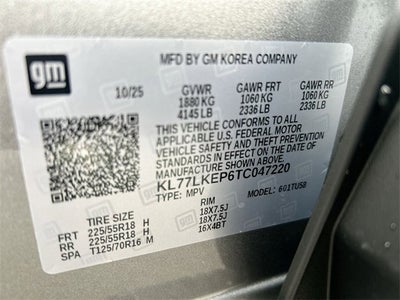 gm
MFD BY GM KOREA COMPANY
10/25 GVWR GAWR FRT GAWR RR
1880 KG 1060 KG 1060 KG
4145 LB 2336 LB 2336 LB
THIS VEHICLE CONFORMS TO ALL
APPLICABLE U.S. FEDERAL MOTOR
VEHICLE SAFETY AND THEFT PREVENTION
STANDARDS IN EFFECT ON THE DATE OF
MANUFACTURE SHOWN ABOVE.
KL77LKEP6TC047220
TYPE: MPV MODEL: 601TU58
TIRE SIZE RIM
FRT 225/55R18 H 18X7.5J
RR 225/55R18 H 18X7.5J
SPA T125/70R16 M 16X4BT